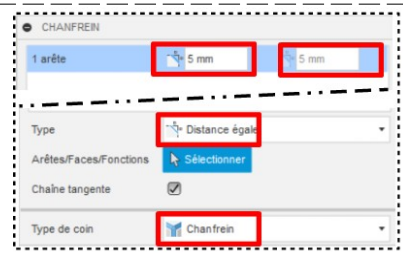 CHANFREIN
1 arête 5 mm 5 mm
Type Distance égale
Arêtes/Faces/Fonctions Sélectionner
Chaîne tangente
Type de coin Chanfrein